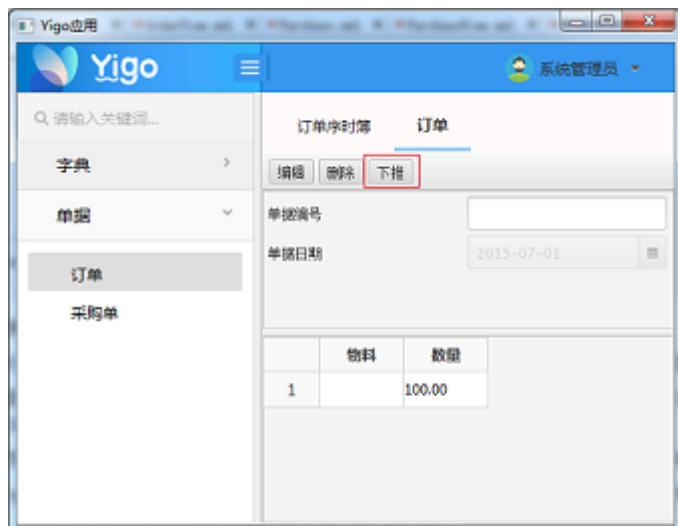 Yigo应用
Yigo
系统管理员
请输入关键词...
订单序时簿 订单
字典
编辑 删除 下推
单据
单据编号
单据日期 2015-07-01
订单
采购单
物料 数量
1 100.00